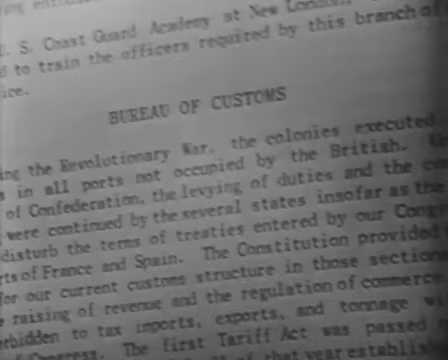 . S. Coast Guard Academy at New London
d to train the officers required by this branch of
ice.
BUREAU OF CUSTOMS
ing the Revolutionary War, the colonies executed
s in all ports not occupied by the British.
of Confederation, the levying of duties and the
were continued by the several states insofar as the
disturb the terms of treaties entered by our Cong
rts of France and Spain. The Constitution provided
for our current customs structure in those section
raising of revenue and the regulation of commerce
rbidden to tax imports, exports, and tonnage w
of Congress. The first Tariff Act was passed
year establis